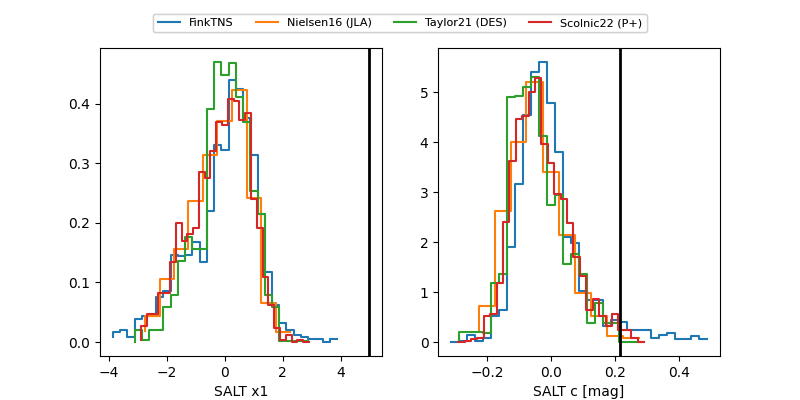 FinkTNS Nielsen16 (JLA) Taylor21 (DES) Scolnic22 (P+)
0.4
0.3
0.2
0.1
0.0
−4 −2 0 2 4
SALT x1
5
4
3
2
1
0
−0.2 0.0 0.2 0.4
SALT c [mag]